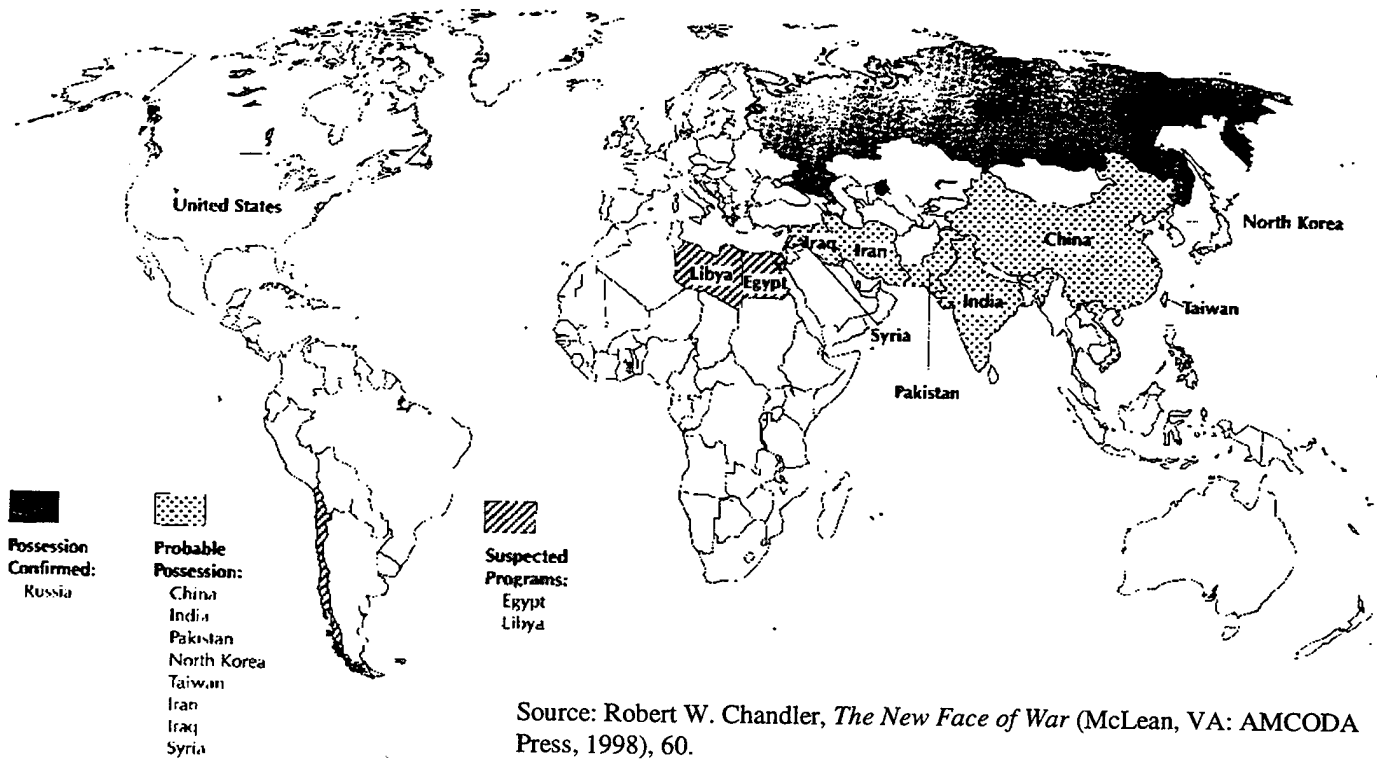 United States
North Korea
China
Iraq
Iran
Libya
Egypt
India
Taiwan
Syria
Pakistan
Possession
Confirmed:
Russia
Probable
Possession:
China
India
Pakistan
North Korea
Taiwan
Iran
Iraq
Syria
Suspected
Programs:
Egypt
Libya
Source: Robert W. Chandler, The New Face of War (McLean, VA: AMCODA
Press, 1998), 60.